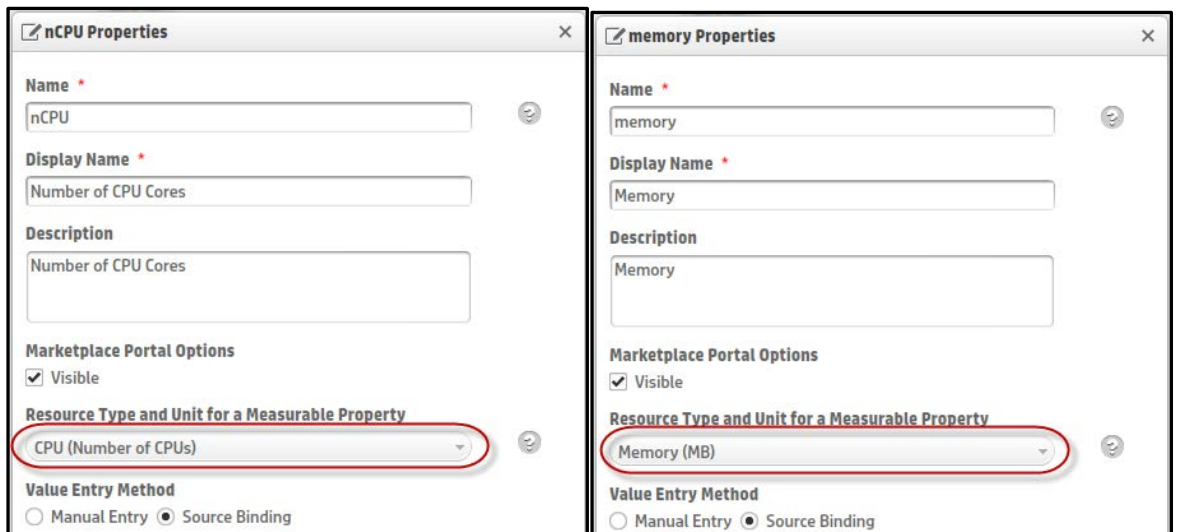 nCPU Properties
Name *
nCPU
Display Name *
Number of CPU Cores
Description
Number of CPU Cores
Marketplace Portal Options
Visible
Resource Type and Unit for a Measurable Property
CPU (Number of CPUs)
Value Entry Method
Manual Entry Source Binding
memory Properties
Name *
memory
Display Name *
Memory
Description
Memory
Marketplace Portal Options
Visible
Resource Type and Unit for a Measurable Property
Memory (MB)
Value Entry Method
Manual Entry Source Binding